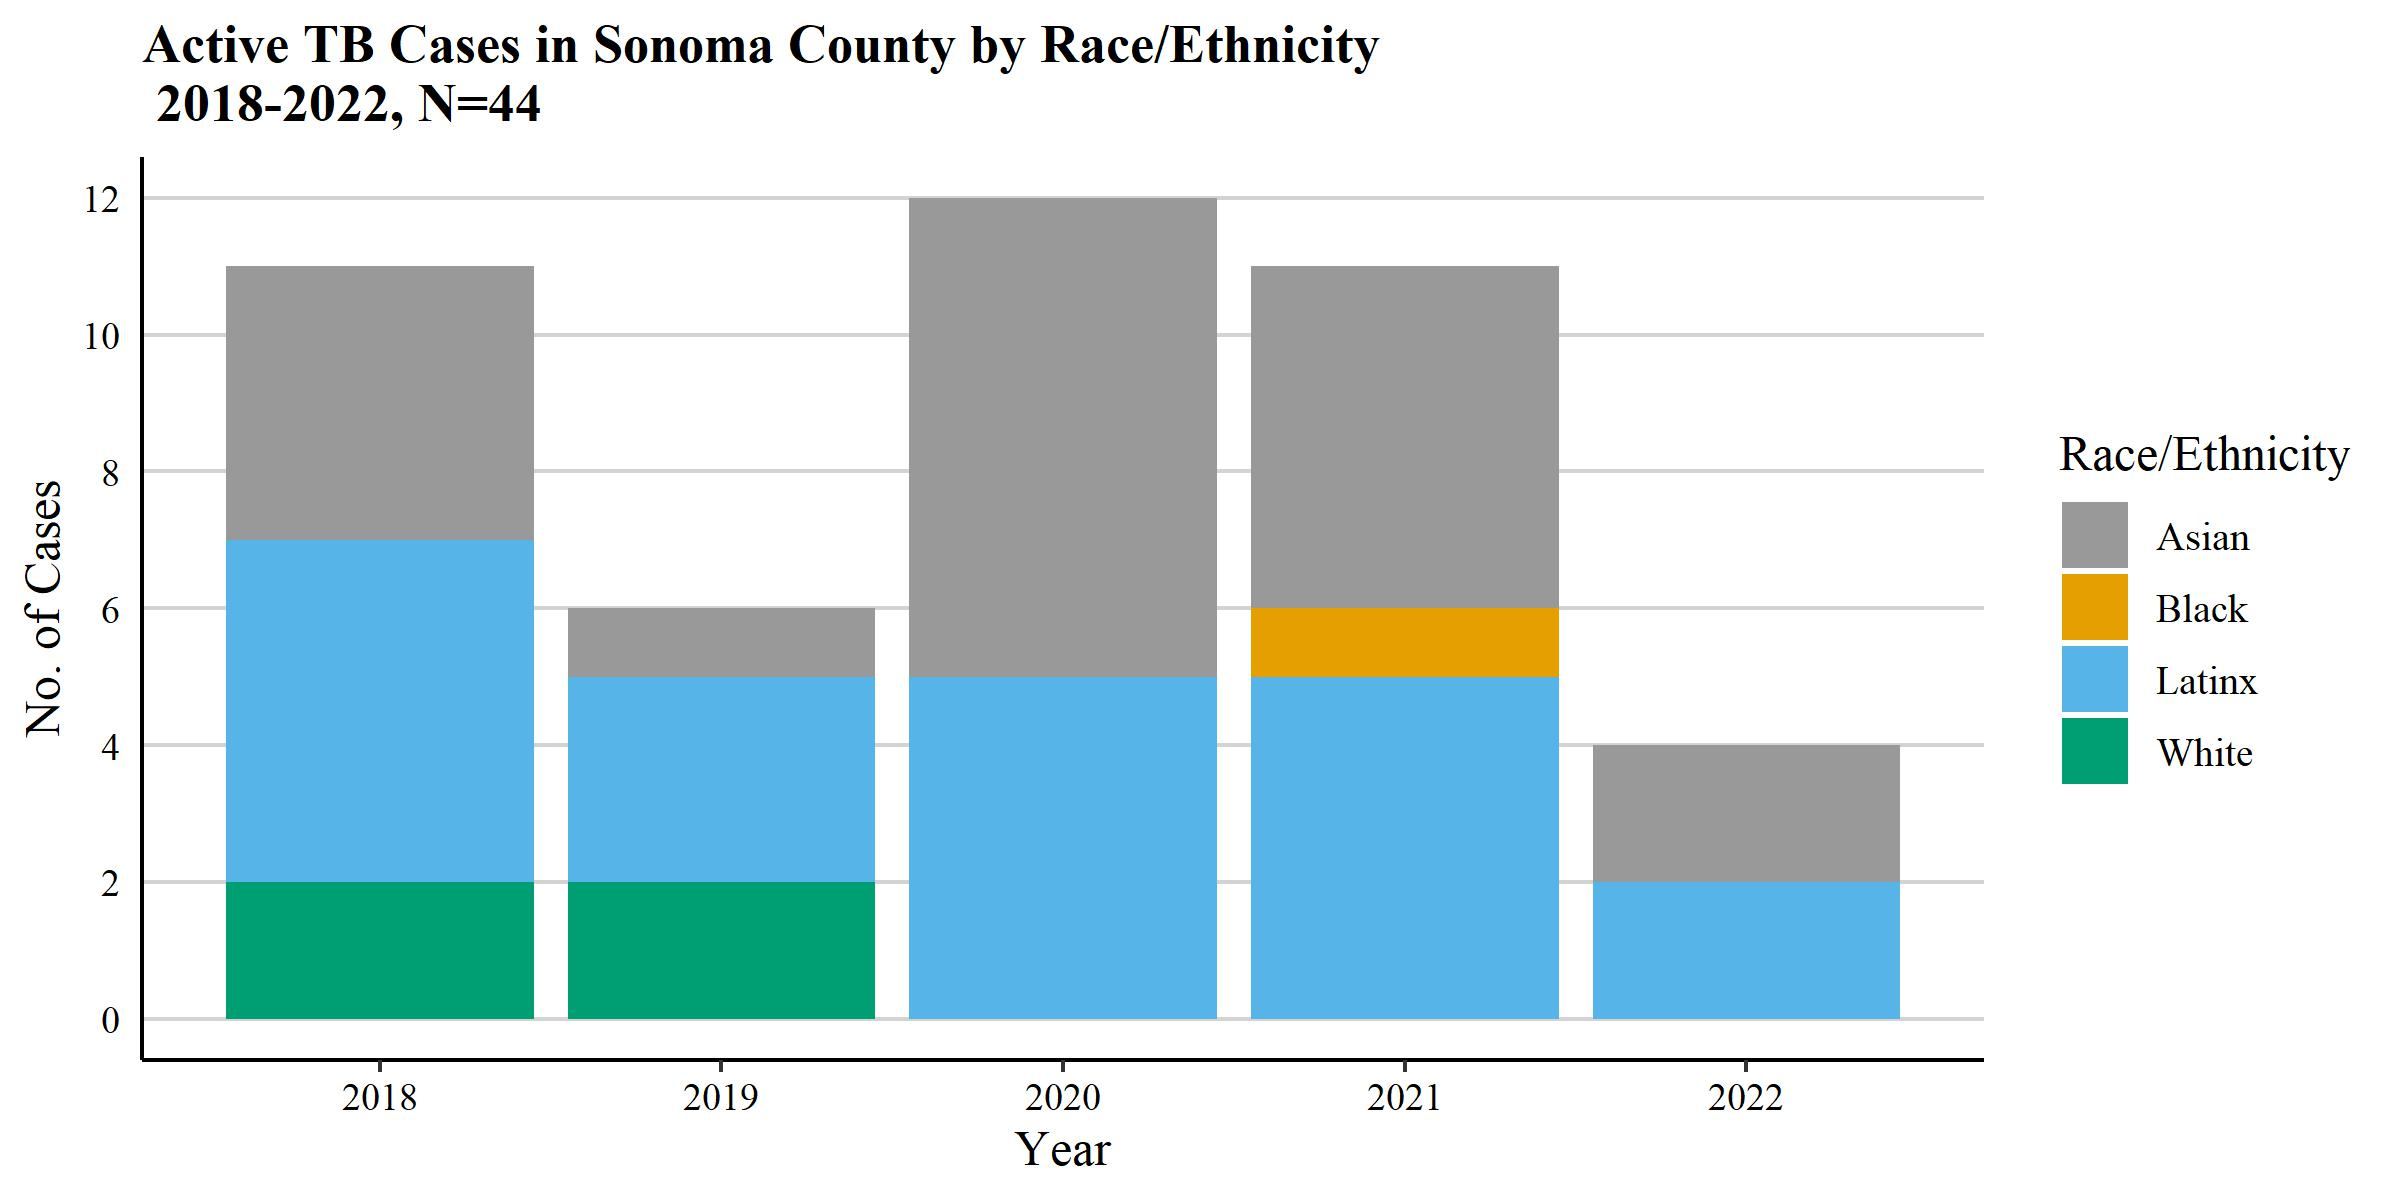 Active TB Cases in Sonoma County by Race/Ethnicity
2018-2022, N=44
12
10
8
6
4
2
0
No. of Cases
2018 2019 2020 2021 2022
Year
Race/Ethnicity
Asian
Black
Latinx
White